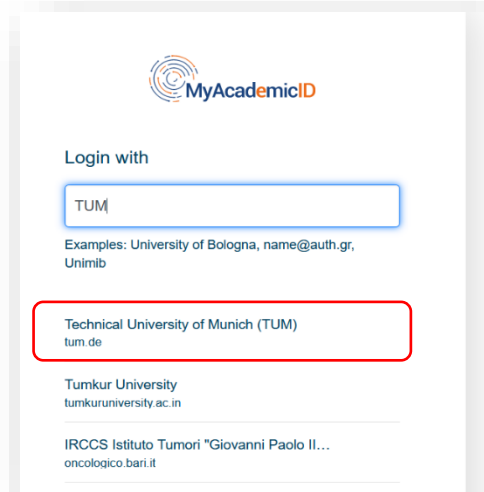 MyAcademicID
Login with
TUM
Examples: University of Bologna, name@auth.gr,
Unimib
Technical University of Munich (TUM)
tum.de
Tumkur University
tumkuruniversity.ac.in
IRCCS Istituto Tumori "Giovanni Paolo II...
oncologico.bari.it